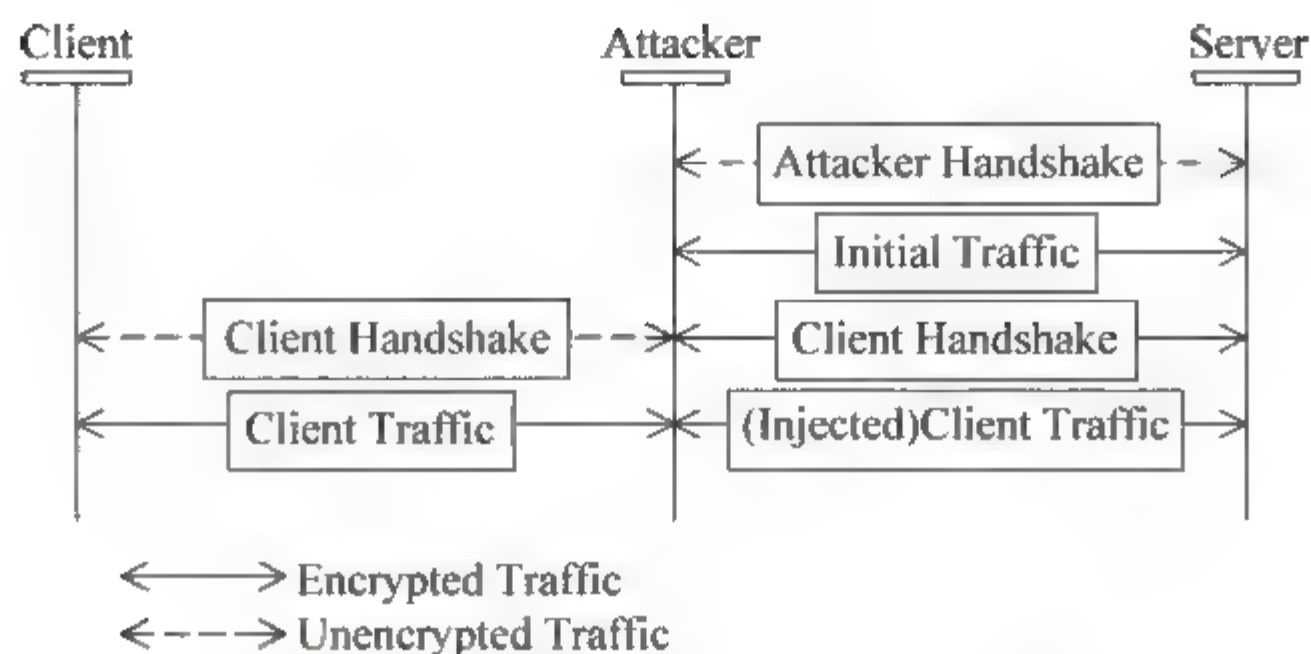 Client Attacker Server
Attacker Handshake
Initial Traffic
Client Handshake Client Handshake
Client Traffic (Injected)Client Traffic
Encrypted Traffic
Unencrypted Traffic